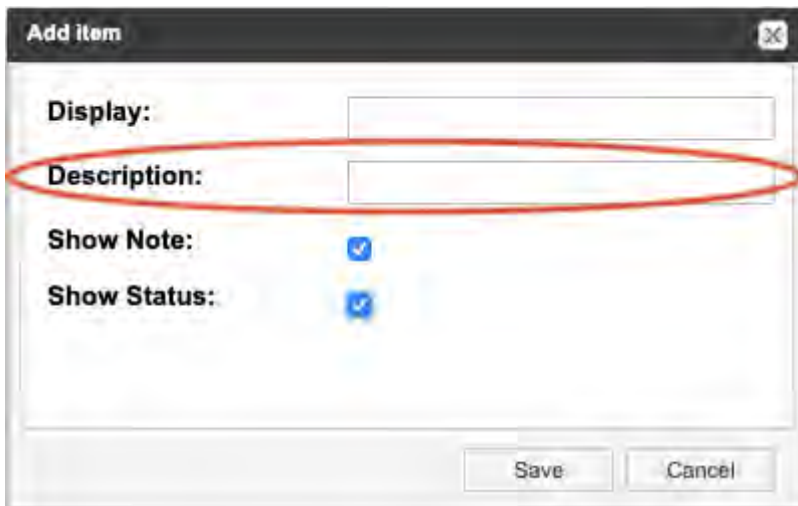 Add item
Display:
Description:
Show Note:
Show Status:
Save Cancel